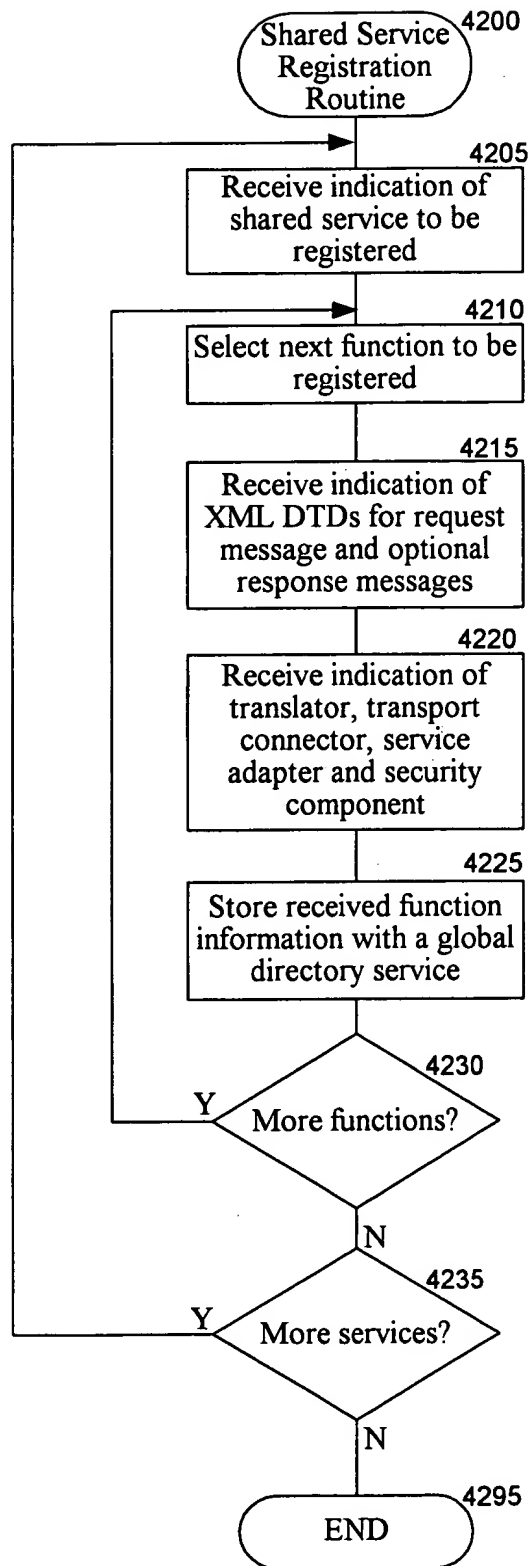 4200
Shared Service
Registration
Routine
4205
Receive indication of
shared service to be
registered
4210
Select next function to be
registered
4215
Receive indication of
XML DTDs for request
message and optional
response messages
4220
Receive indication of
translator, transport
connector, service
adapter and security
component
4225
Store received function
information with a global
directory service
4230
Y
More functions?
N
4235
Y
More services?
N
4295
END